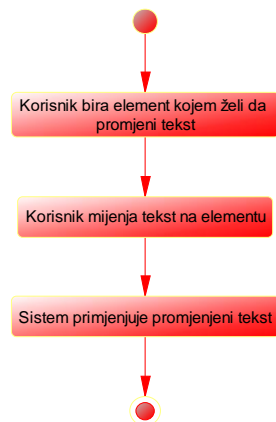 Korisnik bira element kojem želi da
promjeni tekst
Korisnik mijenja tekst na elementu
Sistem primjenjuje promjenjeni tekst